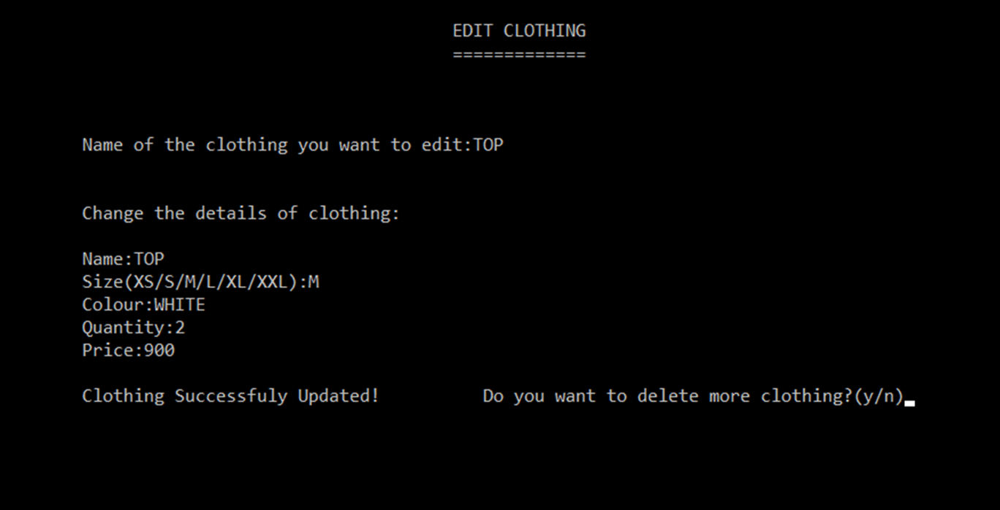 EDIT CLOTHING
=============
Name of the clothing you want to edit:TOP
Change the details of clothing:
Name:TOP
Size(XS/S/M/L/XL/XXL):M
Colour:WHITE
Quantity:2
Price:900
Clothing Successfuly Updated! Do you want to delete more clothing?(y/n)